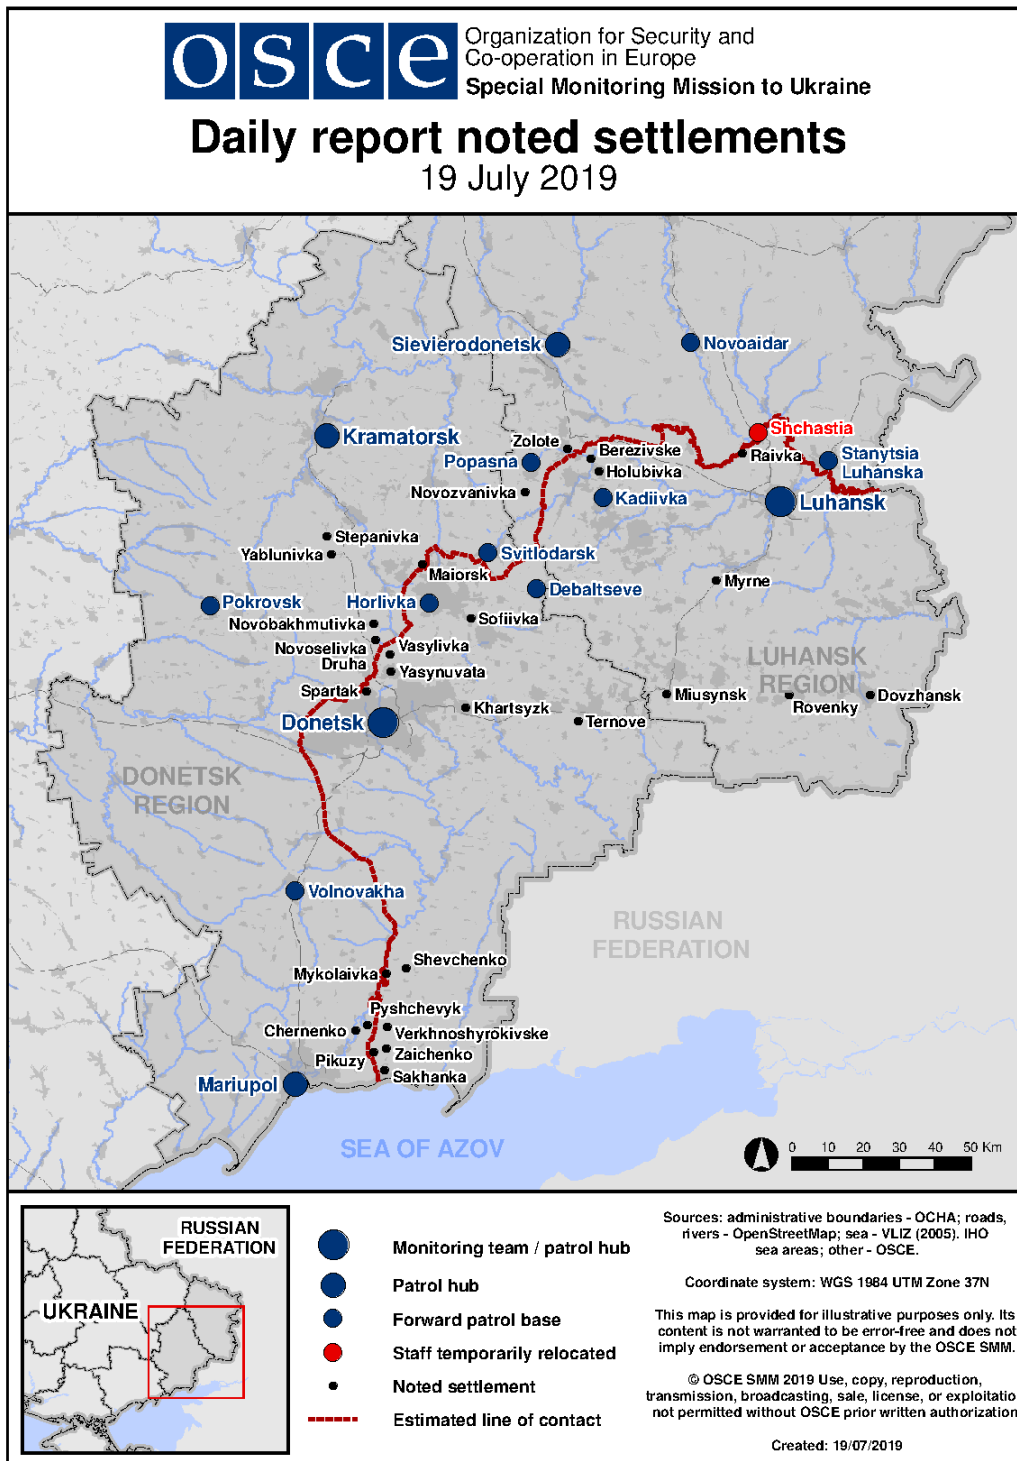 osce
Organization for Security and
Co-operation in Europe
Special Monitoring Mission to Ukraine
Daily report noted settlements
19 July 2019
Sievierodonetsk
Novoaidar
Shchastia
Kramatorsk
Zolote
Berezivske
Raivka
Stanytsia
Luhanska
Popasna
Holubivka
Novozvanivka
Kadiivka
Luhansk
Stepanivka
Yablunivka
Svitlodarsk
Maiorsk
Myrne
Debaltseve
Pokrovsk
Horlivka
Sofiivka
Novobakhmutivka
Novoselivka
Druha
Vasylivka
Yasynuvata
LUHANSK
REGION
Spartak
Miusynsk
Rovenky
Dovzhansk
Khartsyzk
Donetsk
Ternove
DONETSK
REGION
Volnovakha
RUSSIAN
FEDERATION
Shevchenko
Mykolaivka
Pyshchevyk
Chernenko
Verkhnoshyrokivske
Pikuzy
Zaichenko
Sakhanka
Mariupol
SEA OF AZOV
0 10 20 30 40 50 Km
RUSSIAN
FEDERATION
UKRAINE
Monitoring team / patrol hub
Patrol hub
Forward patrol base
Staff temporarily relocated
Noted settlement
Estimated line of contact
Sources: administrative boundaries - OCHA; roads,
rivers - OpenStreetMap; sea - VLIZ (2005). IHO
sea areas; other - OSCE.
Coordinate system: WGS 1984 UTM Zone 37N
This map is provided for illustrative purposes only. Its
content is not warranted to be error-free and does not
imply endorsement or acceptance by the OSCE SMM.
© OSCE SMM 2019 Use, copy, reproduction,
transmission, broadcasting, sale, license, or exploitatio
not permitted without OSCE prior written authorization
Created: 19/07/2019